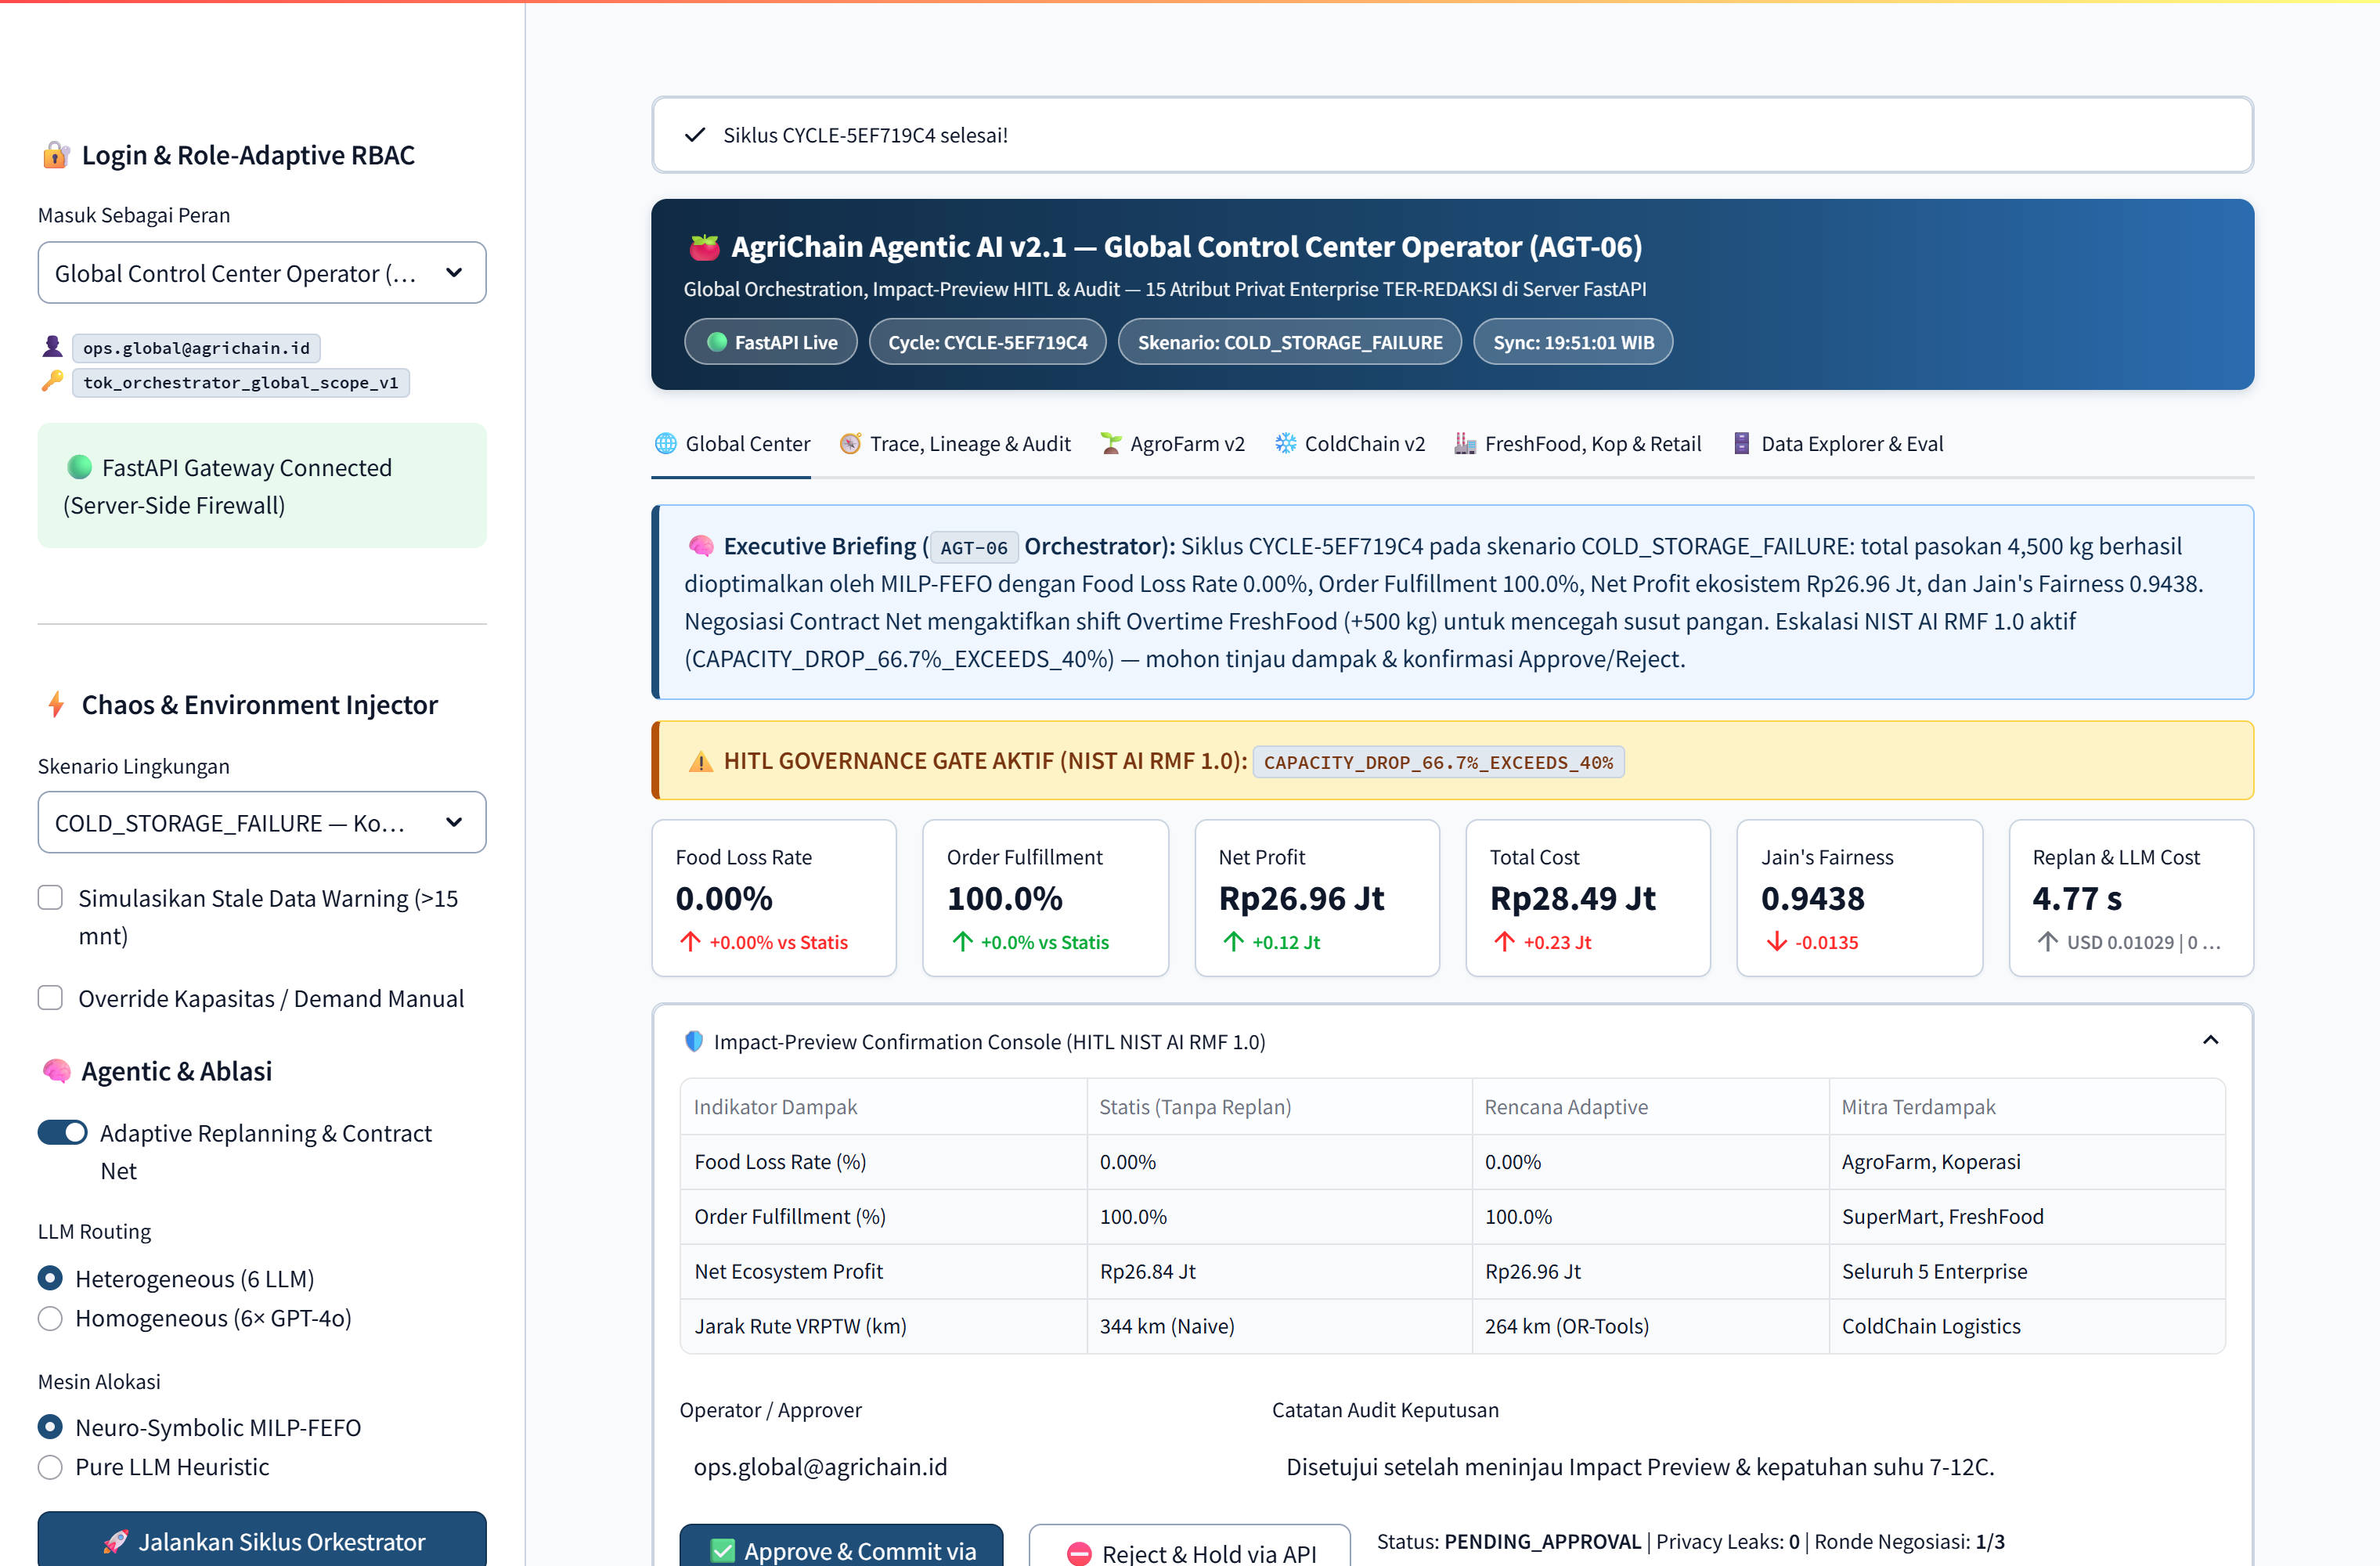 Login & Role-Adaptive RBAC
Masuk Sebagai Peran
Global Control Center Operator (…
ops.global@agrichain.id
tok_orchestrator_global_scope_v1
FastAPI Gateway Connected
(Server-Side Firewall)
Chaos & Environment Injector
Skenario Lingkungan
COLD_STORAGE_FAILURE — Ko…
Simulasikan Stale Data Warning (>15
mnt)
Override Kapasitas / Demand Manual
Agentic & Ablasi
Adaptive Replanning & Contract
Net
LLM Routing
Heterogeneous (6 LLM)
Homogeneous (6× GPT-4o)
Mesin Alokasi
Neuro-Symbolic MILP-FEFO
Pure LLM Heuristic
Jalankan Siklus Orkestrator
Siklus CYCLE-5EF719C4 selesai!
AgriChain Agentic AI v2.1 — Global Control Center Operator (AGT-06)
Global Orchestration, Impact-Preview HITL & Audit — 15 Atribut Privat Enterprise TER-REDAKSI di Server FastAPI
FastAPI Live
Cycle: CYCLE-5EF719C4
Skenario: COLD_STORAGE_FAILURE
Sync: 19:51:01 WIB
Global Center
Trace, Lineage & Audit
AgroFarm v2
ColdChain v2
FreshFood, Kop & Retail
Data Explorer & Eval
Executive Briefing (AGT-06 Orchestrator): Siklus CYCLE-5EF719C4 pada skenario COLD_STORAGE_FAILURE: total pasokan 4,500 kg berhasil
dioptimalkan oleh MILP-FEFO dengan Food Loss Rate 0.00%, Order Fulfillment 100.0%, Net Profit ekosistem Rp26.96 Jt, dan Jain's Fairness 0.9438.
Negosiasi Contract Net mengaktifkan shift Overtime FreshFood (+500 kg) untuk mencegah susut pangan. Eskalasi NIST AI RMF 1.0 aktif
(CAPACITY_DROP_66.7%_EXCEEDS_40%) — mohon tinjau dampak & konfirmasi Approve/Reject.
HITL GOVERNANCE GATE AKTIF (NIST AI RMF 1.0): CAPACITY_DROP_66.7%_EXCEEDS_40%
Food Loss Rate
0.00%
+0.00% vs Statis
Order Fulfillment
100.0%
+0.0% vs Statis
Net Profit
Rp26.96 Jt
+0.12 Jt
Total Cost
Rp28.49 Jt
+0.23 Jt
Jain's Fairness
0.9438
-0.0135
Replan & LLM Cost
4.77 s
USD 0.01029 | 0 …
Impact-Preview Confirmation Console (HITL NIST AI RMF 1.0)
Indikator Dampak Statis (Tanpa Replan) Rencana Adaptive Mitra Terdampak
Food Loss Rate (%) 0.00% 0.00% AgroFarm, Koperasi
Order Fulfillment (%) 100.0% 100.0% SuperMart, FreshFood
Net Ecosystem Profit Rp26.84 Jt Rp26.96 Jt Seluruh 5 Enterprise
Jarak Rute VRPTW (km) 344 km (Naive) 264 km (OR-Tools) ColdChain Logistics
Operator / Approver
ops.global@agrichain.id
Catatan Audit Keputusan
Disetujui setelah meninjau Impact Preview & kepatuhan suhu 7-12C.
Approve & Commit via
Reject & Hold via API
Status: PENDING_APPROVAL | Privacy Leaks: 0 | Ronde Negosiasi: 1/3